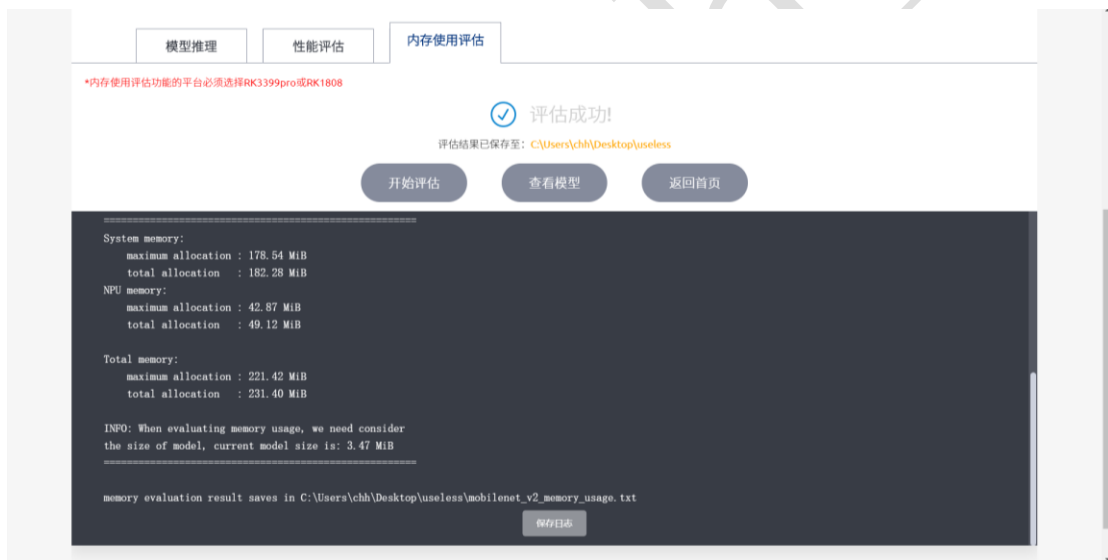 模型推理
性能评估
内存使用评估
*内存使用评估功能的平台必须选择RK3399pro或RK1808
评估成功!
评估结果已保存至：C:\Users\chh\Desktop\useless
开始评估
查看模型
返回首页
======================================================
System memory:
maximum allocation : 178.54 MiB
total allocation : 182.28 MiB
NPU memory:
maximum allocation : 42.87 MiB
total allocation : 49.12 MiB
Total memory:
maximum allocation : 221.42 MiB
total allocation : 231.40 MiB
INFO: When evaluating memory usage, we need consider
the size of model, current model size is: 3.47 MiB
======================================================
memory evaluation result saves in C:\Users\chh\Desktop\useless\mobilenet_v2_memory_usage.txt
保存日志